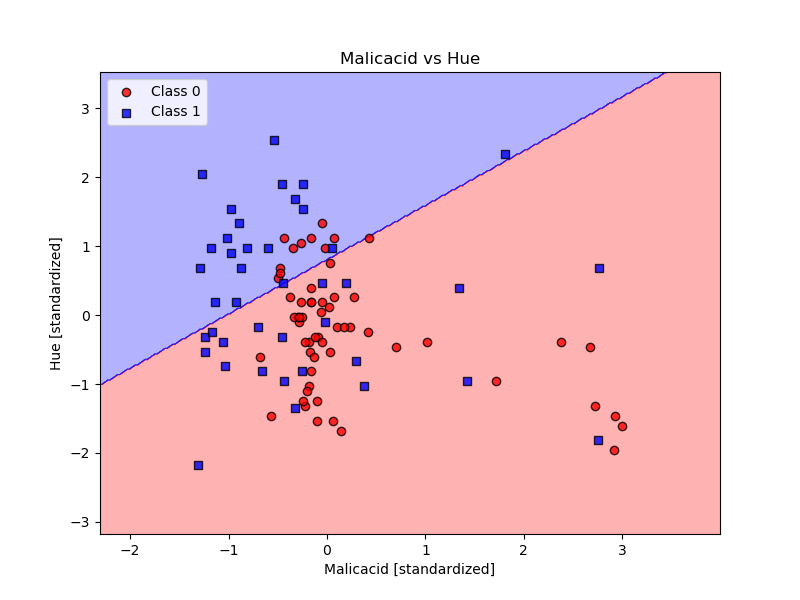 Malicacid vs Hue
Class 0
Class 1
3
2
1
0
−1
−2
−3
Hue [standardized]
−2
−1
0
1
2
3
Malicacid [standardized]